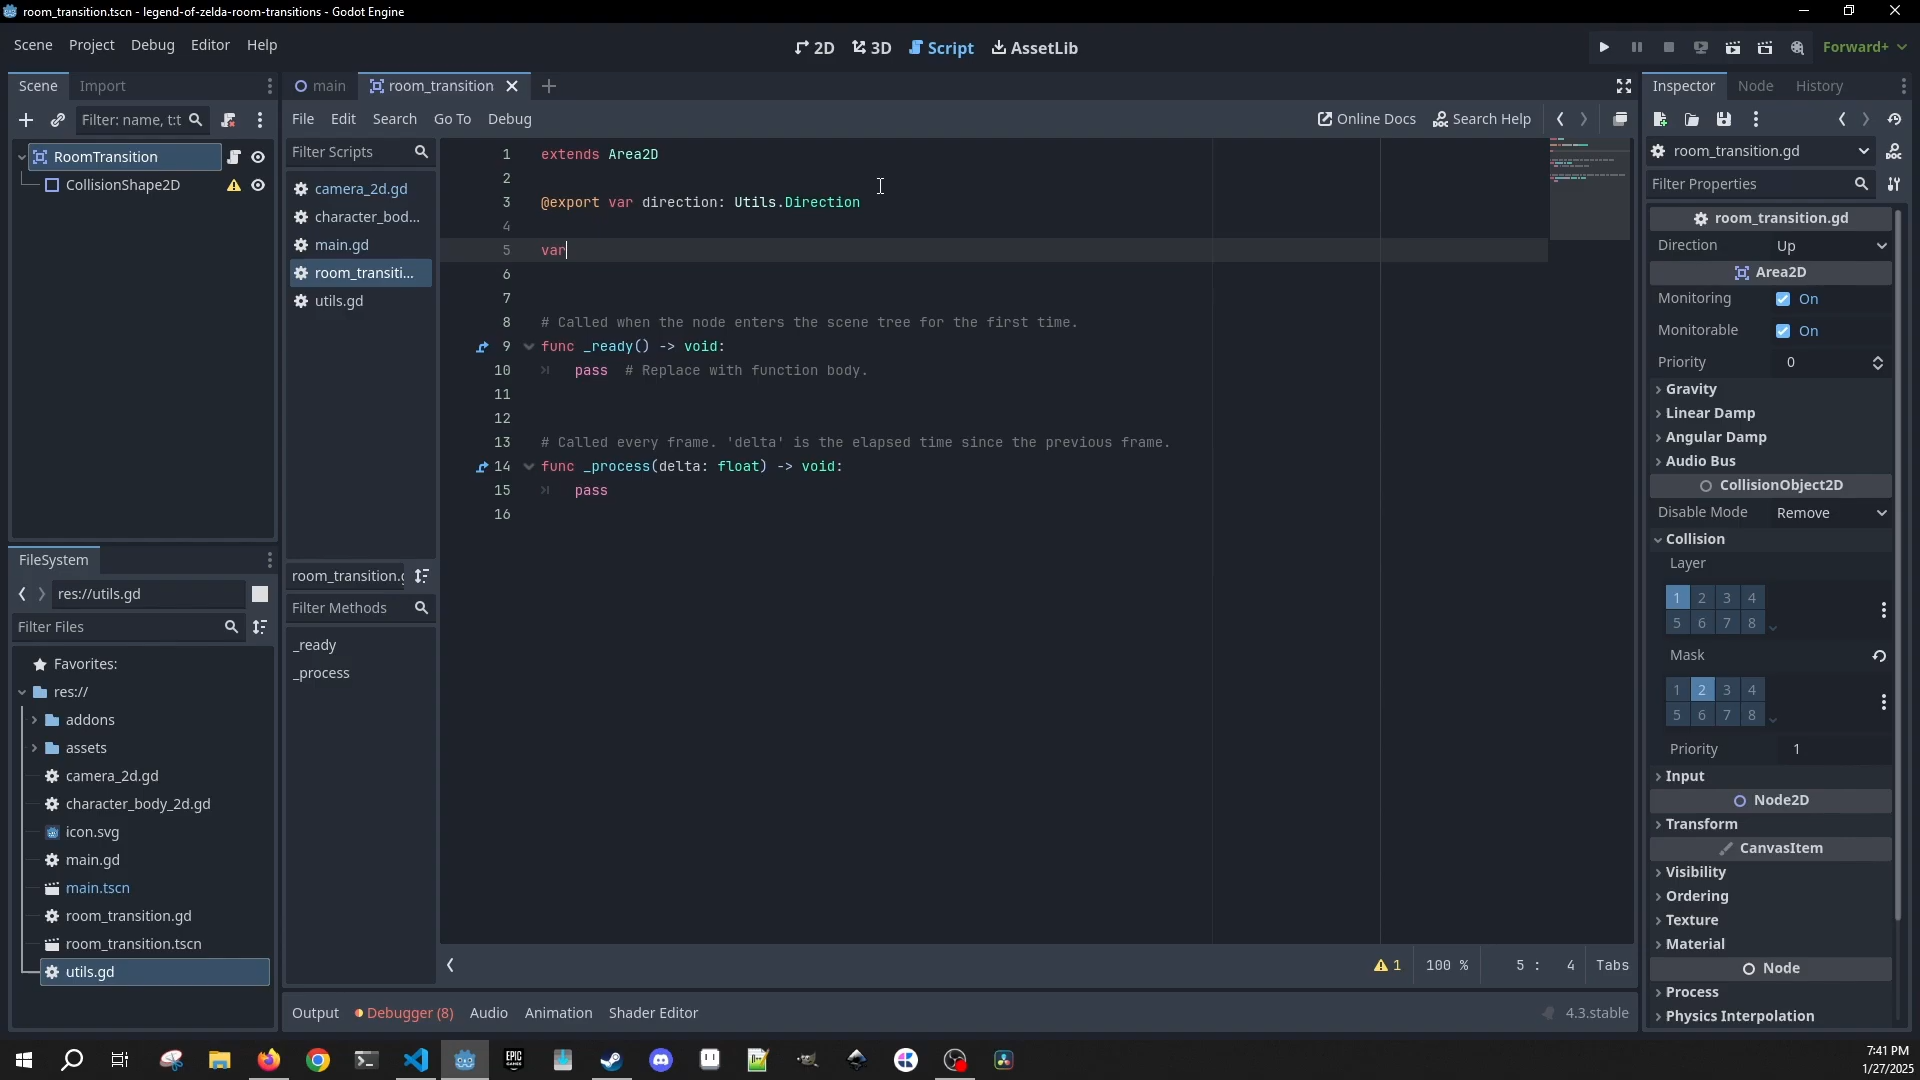 room_transition.tscn - legend-of-zelda-room-transitions - Godot Engine
Scene Project Debug Editor Help
2D 3D Script AssetLib
Forward+
Scene Import
Filter: name, t:t
RoomTransition
CollisionShape2D
FileSystem
res://utils.gd
Filter Files
Favorites:
res://
addons
assets
camera_2d.gd
character_body_2d.gd
icon.svg
main.gd
main.tscn
room_transition.gd
room_transition.tscn
utils.gd
main room_transition
File Edit Search Go To Debug
Online Docs Search Help
Filter Scripts
camera_2d.gd
character_bod...
main.gd
room_transiti...
utils.gd
room_transition.g
Filter Methods
_ready
_process
1 extends Area2D
2
3 @export var direction: Utils.Direction
4
5 var
6
7
8 # Called when the node enters the scene tree for the first time.
9 func _ready() -> void:
10 pass # Replace with function body.
11
12
13 # Called every frame. 'delta' is the elapsed time since the previous frame.
14 func _process(delta: float) -> void:
15 pass
16
1 100 % 5 : 4 Tabs
Output Debugger (8) Audio Animation Shader Editor 4.3.stable
Inspector Node History
room_transition.gd
Filter Properties
room_transition.gd
Direction Up
Area2D
Monitoring On
Monitorable On
Priority 0
Gravity
Linear Damp
Angular Damp
Audio Bus
CollisionObject2D
Disable Mode Remove
Collision
Layer
1 2 3 4
5 6 7 8
Mask
1 2 3 4
5 6 7 8
Priority 1
Input
Node2D
Transform
CanvasItem
Visibility
Ordering
Texture
Material
Node
Process
Physics Interpolation
EPIC GAMES
7:41 PM
1/27/2025